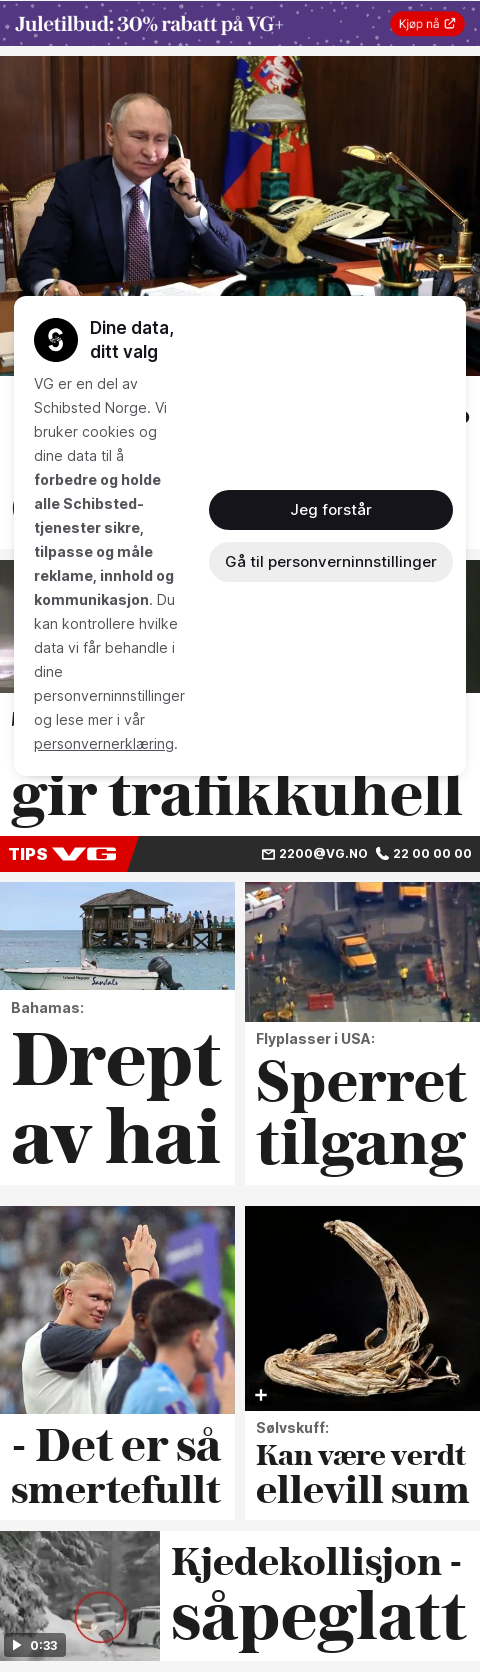 Juletilbud: 30% rabatt på VG+
Kjøp nå
Dine data,
ditt valg
VG er en del av
Schibsted Norge. Vi
bruker cookies og
dine data til å
forbedre og holde
alle Schibsted-
tjenester sikre,
tilpasse og måle
reklame, innhold og
kommunikasjon. Du
kan kontrollere hvilke
data vi får behandle i
dine
personverninnstillinger
og lese mer i vår
personvernerklæring.
Jeg forstår
Gå til personverninnstillinger
gir trafikkuhell
TIPS VG
2200@VG.NO 22 00 00 00
Bahamas:
Drept
av hai
Flyplasser i USA:
Sperret
tilgang
- Det er så
smertefullt
Sølvskuff:
Kan være verdt
ellevill sum
Kjedekollisjon -
såpeglatt
0:33